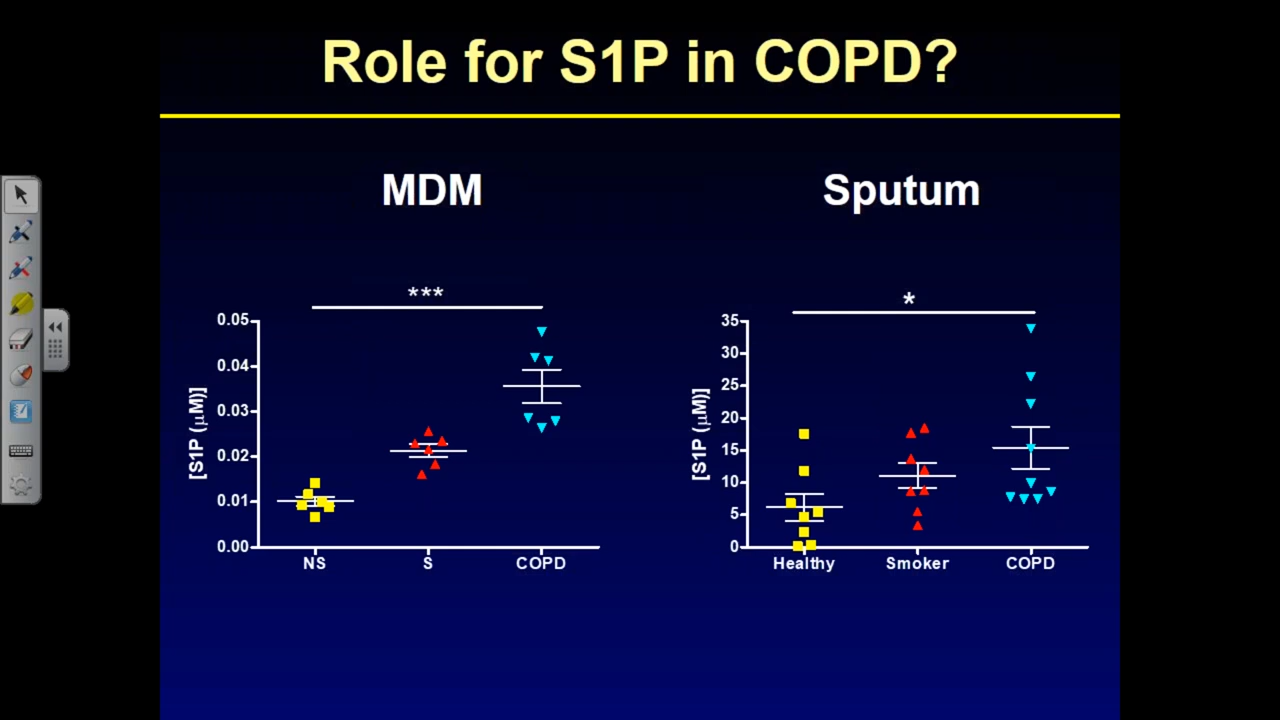 Role for S1P in COPD?
MDM
Sputum
***
0.05
0.04
0.03
0.02
0.01
0.00
[S1P (μM)]
NS S COPD
*
35
30
25
20
15
10
5
0
[S1P (μM)]
Healthy Smoker COPD